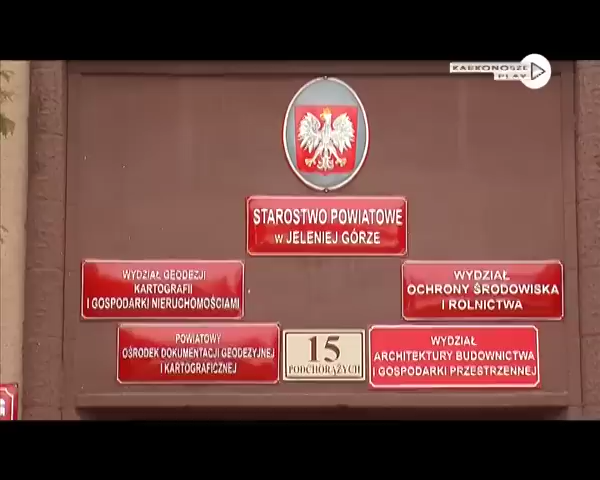 KARKONOSZE
PLAY
STAROSTWO POWIATOWE
W JELENIEJ GÓRZE
WYDZIAŁ GEODEZJI
KARTOGRAFII
I GOSPODARKI NIERUCHOMOŚCIAMI
WYDZIAŁ
OCHRONY ŚRODOWISKA
I ROLNICTWA
POWIATOWY
OŚRODEK DOKUMENTACJI GEODEZYJNEJ
I KARTOGRAFICZNEJ
15
PODCHORĄŻYCH
WYDZIAŁ
ARCHITEKTURY BUDOWNICTWA
I GOSPODARKI PRZESTRZENNEJ